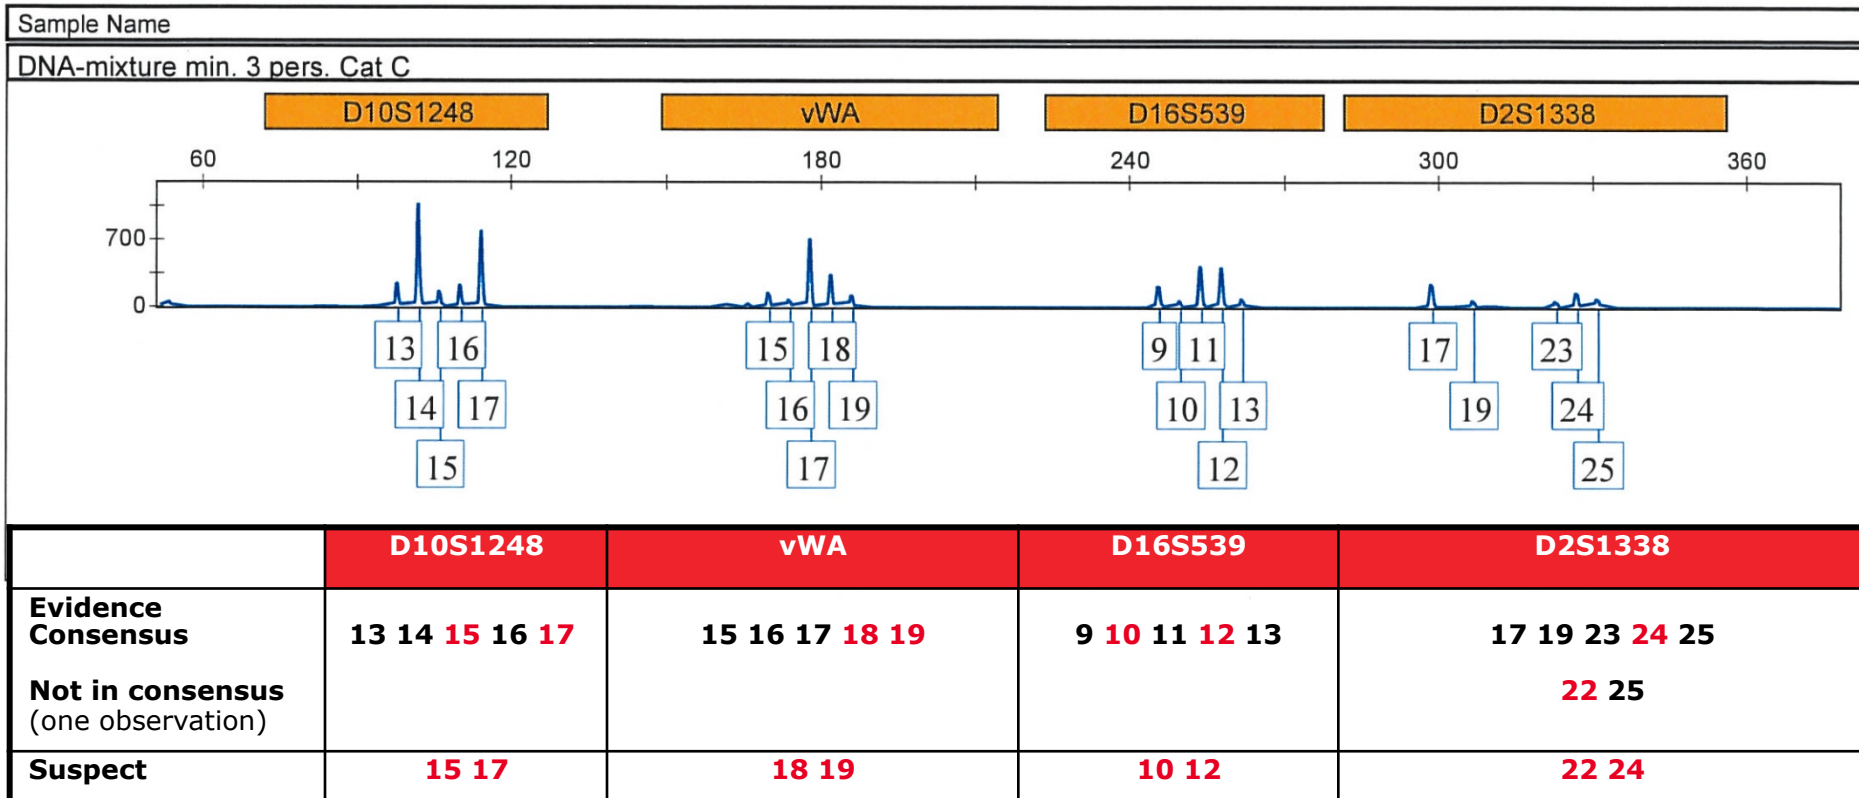 Sample Name
DNA-mixture min. 3 pers. Cat C
D10S1248 vWA D16S539 D2S1338
60 120 180 240 300 360
700
0
13 16 15 18 9 11 17 23
14 17 16 19 10 13 19 24
15 17 12 25
D10S1248 vWA D16S539 D2S1338
Evidence
Consensus 13 14 15 16 17 15 16 17 18 19 9 10 11 12 13 17 19 23 24 25
Not in consensus 22 25
(one observation)
Suspect 15 17 18 19 10 12 22 24